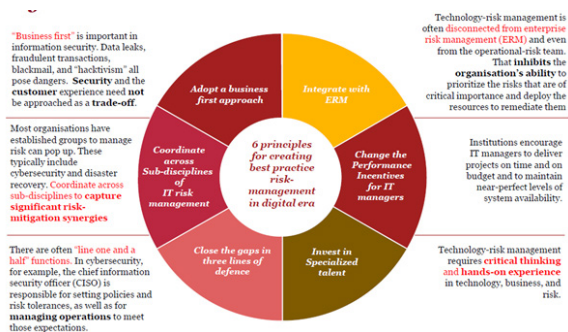 "Business first" is important in
information security. Data leaks,
fraudulent transactions,
blackmail, and "hacktivism" all
pose dangers. Security and the
customer experience need not
be approached as a trade-off.
Technology-risk management is
often disconnected from enterprise
risk management (ERM) and even
from the operational-risk team.
That inhibits the
organisation's ability to
prioritize the risks that are of
critical importance and deploy the
resources to remediate them
Adopt a business
first approach
Integrate with
ERM
Most organisations have
established groups to manage
risk can pop up. These
typically include
cybersecurity and disaster
recovery. Coordinate across
sub-disciplines to capture
significant risk-
mitigation synergies
Coordinate
across
Sub-disciplines
of
IT risk
management
6 principles
for creating
best practice
risk-
management
in digital era
Change the
Performance
Incentives
for IT
managers
Institutions encourage
IT managers to deliver
projects on time and on
budget and to maintain
near-perfect levels of
system availability.
There are often "line one and a
half" functions. In cybersecurity,
for example, the chief information
security officer (CISO) is
responsible for setting policies and
risk tolerances, as well as for
managing operations to meet
those expectations.
Close the gaps in
three lines of
defence
Invest in
Specialized
talent
Technology-risk management
requires critical thinking
and hands-on experience
in technology, business, and
risk.